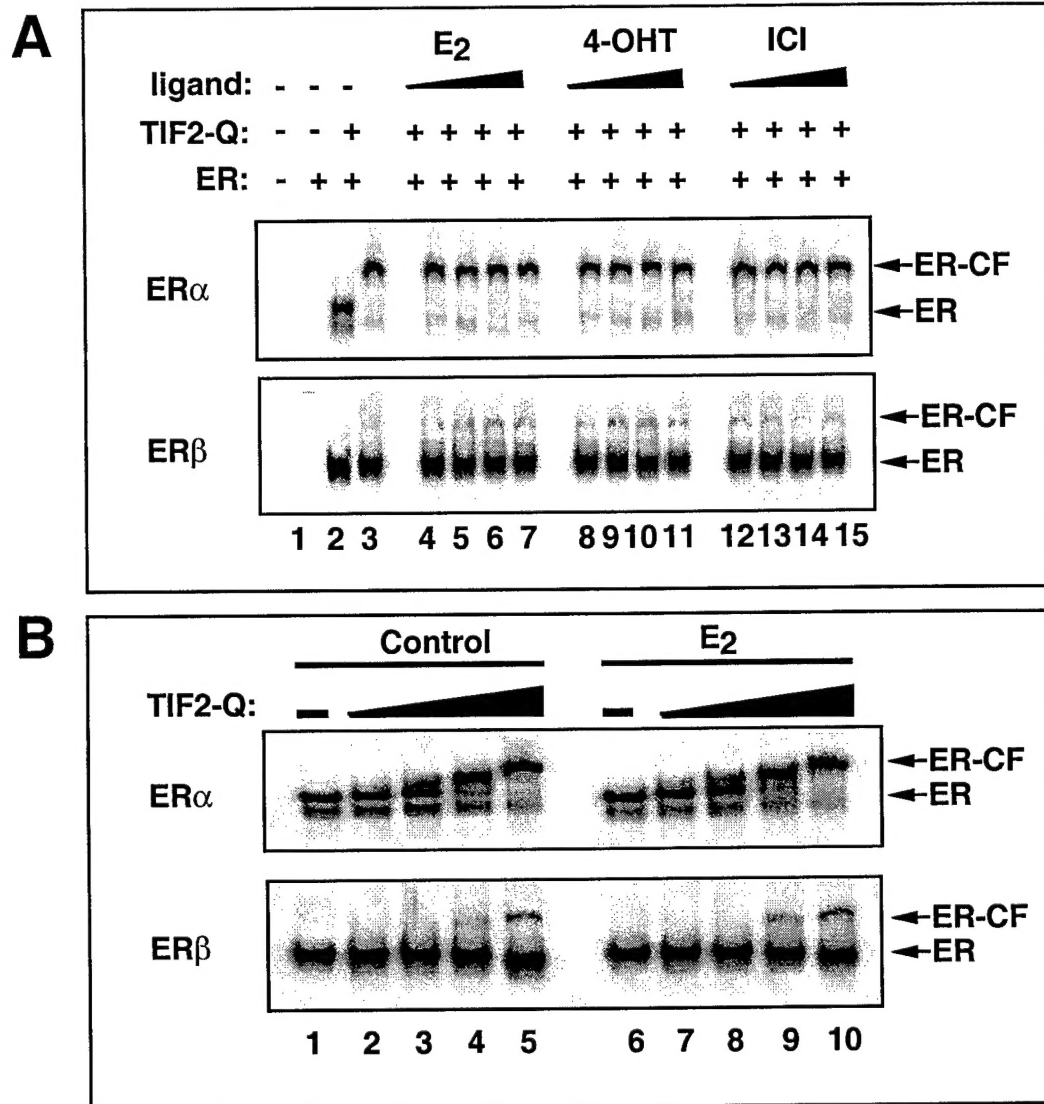 A
E2 4-OHT ICI
ligand: - - -
TIF2-Q: - - + + + + + + + + + + + + +
ER: - + + + + + + + + + + + + + +
ERα
ER-CF
ER
ERβ
ER-CF
ER
1 2 3 4 5 6 7 8 9 10 11 12 13 14 15
B
Control E2
TIF2-Q: - -
ERα
ER-CF
ER
ERβ
ER-CF
ER
1 2 3 4 5 6 7 8 9 10